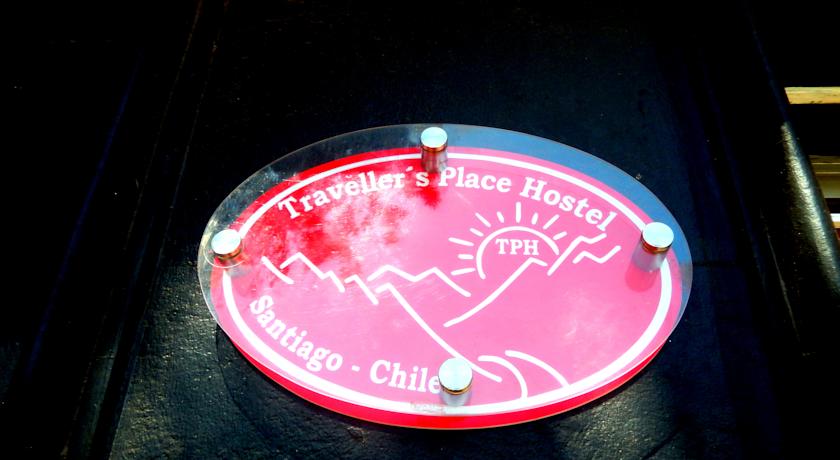 Traveller´s Place Hostel
TPH
Santiago - Chile